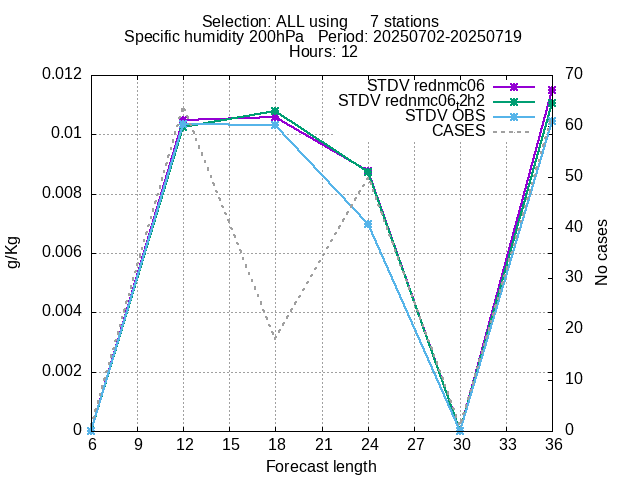 Selection: ALL using     7 stations
Specific humidity 200hPa   Period: 20250702-20250719
Hours: 12
0.012
0.01
0.008
0.006
0.004
0.002
0
g/Kg
STDV rednmc06
STDV rednmc06.2h2
STDV OBS
CASES
70
60
50
40
30
20
10
0
No cases
6 9 12 15 18 21 24 27 30 33 36
Forecast length